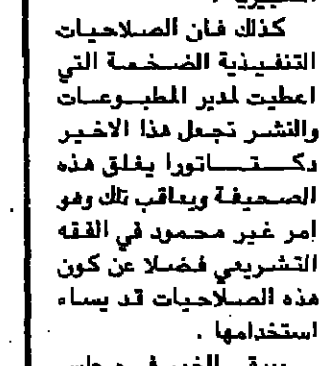 كذلك فان الصلاحيات
التنفيذية الضخمة التي
اعطيت لمدير المطبوعات
والنشر تجعل هذا الاخير
دكتاتورا يغلق هذه
الصحيفة ويعاقب تلك وهو
امر غير محمود في الفقه
التشريعي فضلا عن كون
هذه الصلاحيات قد يساء
استخدامها .